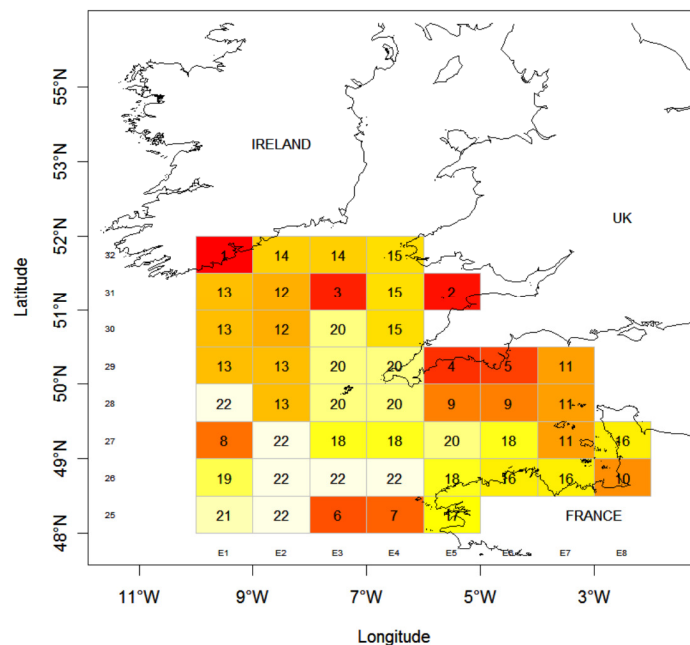 55°N
IRELAND
53°N
UK
52°N
32 1 14 14 15
Latitude
31 13 12 3 15 2
51°N
30 13 12 20 15
29 13 13 20 20 4 5 11
50°N
28 22 13 20 20 9 9 11
27 8 22 18 18 20 18 11 16
49°N
26 19 22 22 22 18 16 16 10
25 21 22 6 7 17 FRANCE
48°N
E1 E2 E3 E4 E5 E6 E7 E8
11°W 9°W 7°W 5°W 3°W
Longitude